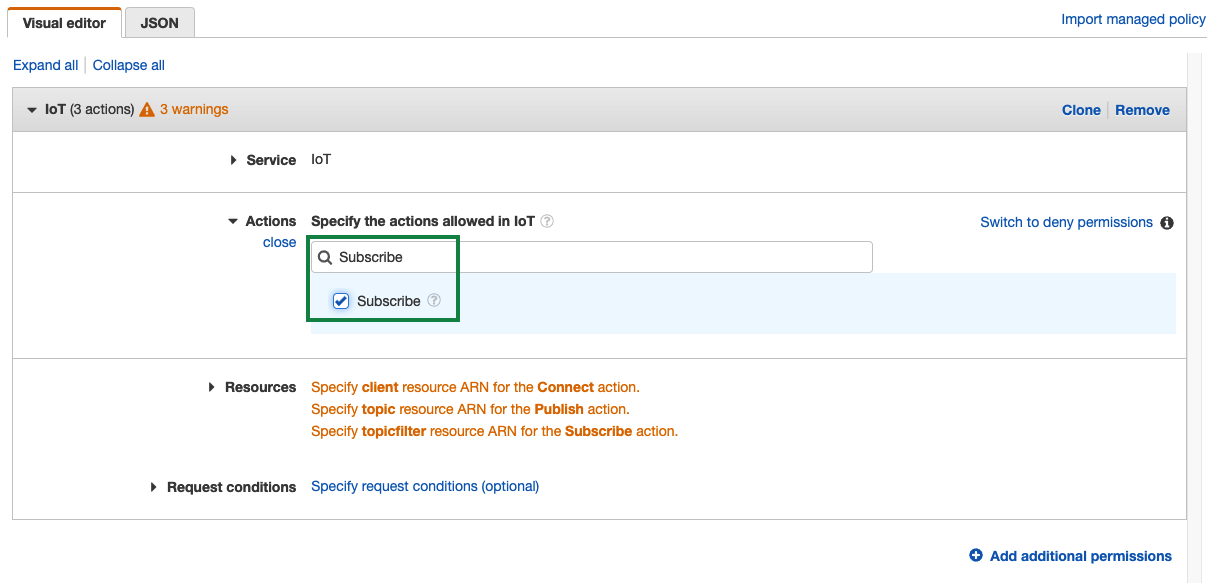 Visual editor JSON Import managed policy
Expand all Collapse all
IoT (3 actions) 3 warnings Clone Remove
Service IoT
Actions Specify the actions allowed in IoT ? Switch to deny permissions i
close
Subscribe
Subscribe ?
Resources Specify client resource ARN for the Connect action.
Specify topic resource ARN for the Publish action.
Specify topicfilter resource ARN for the Subscribe action.
Request conditions Specify request conditions (optional)
Add additional permissions